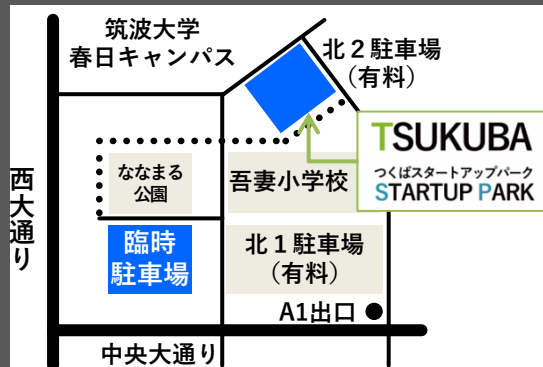 筑波大学
春日キャンパス
北２駐車場
（有料）
TSUKUBA
つくばスタートアップパーク
STARTUP PARK
ななまる
公園
吾妻小学校
西大通り
臨時
駐車場
北１駐車場
（有料）
A1出口
中央大通り